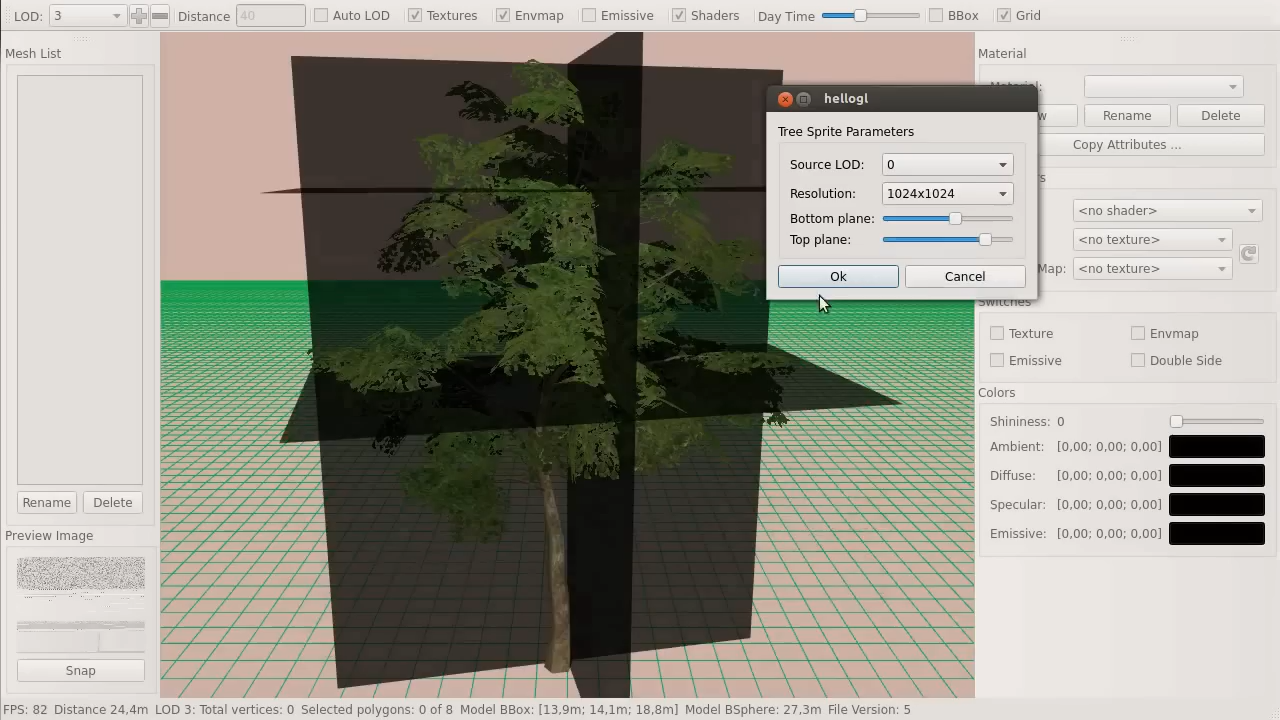 LOD: 3 Distance 40 Auto LOD Textures Envmap Emissive Shaders Day Time BBox Grid
Mesh List
Rename Delete
Preview Image
Snap
hellogl
Tree Sprite Parameters
Source LOD: 0
Resolution: 1024x1024
Bottom plane:
Top plane:
Ok Cancel
Material
Material:
Rename Delete
Copy Attributes ...
<no shader>
<no texture>
Map: <no texture>
Switches
Texture Envmap
Emissive Double Side
Colors
Shininess: 0
Ambient: [0,00; 0,00; 0,00]
Diffuse: [0,00; 0,00; 0,00]
Specular: [0,00; 0,00; 0,00]
Emissive: [0,00; 0,00; 0,00]
FPS: 82 Distance 24,4m LOD 3: Total vertices: 0 Selected polygons: 0 of 8 Model BBox: [13,9m; 14,1m; 18,8m] Model BSphere: 27,3m File Version: 5